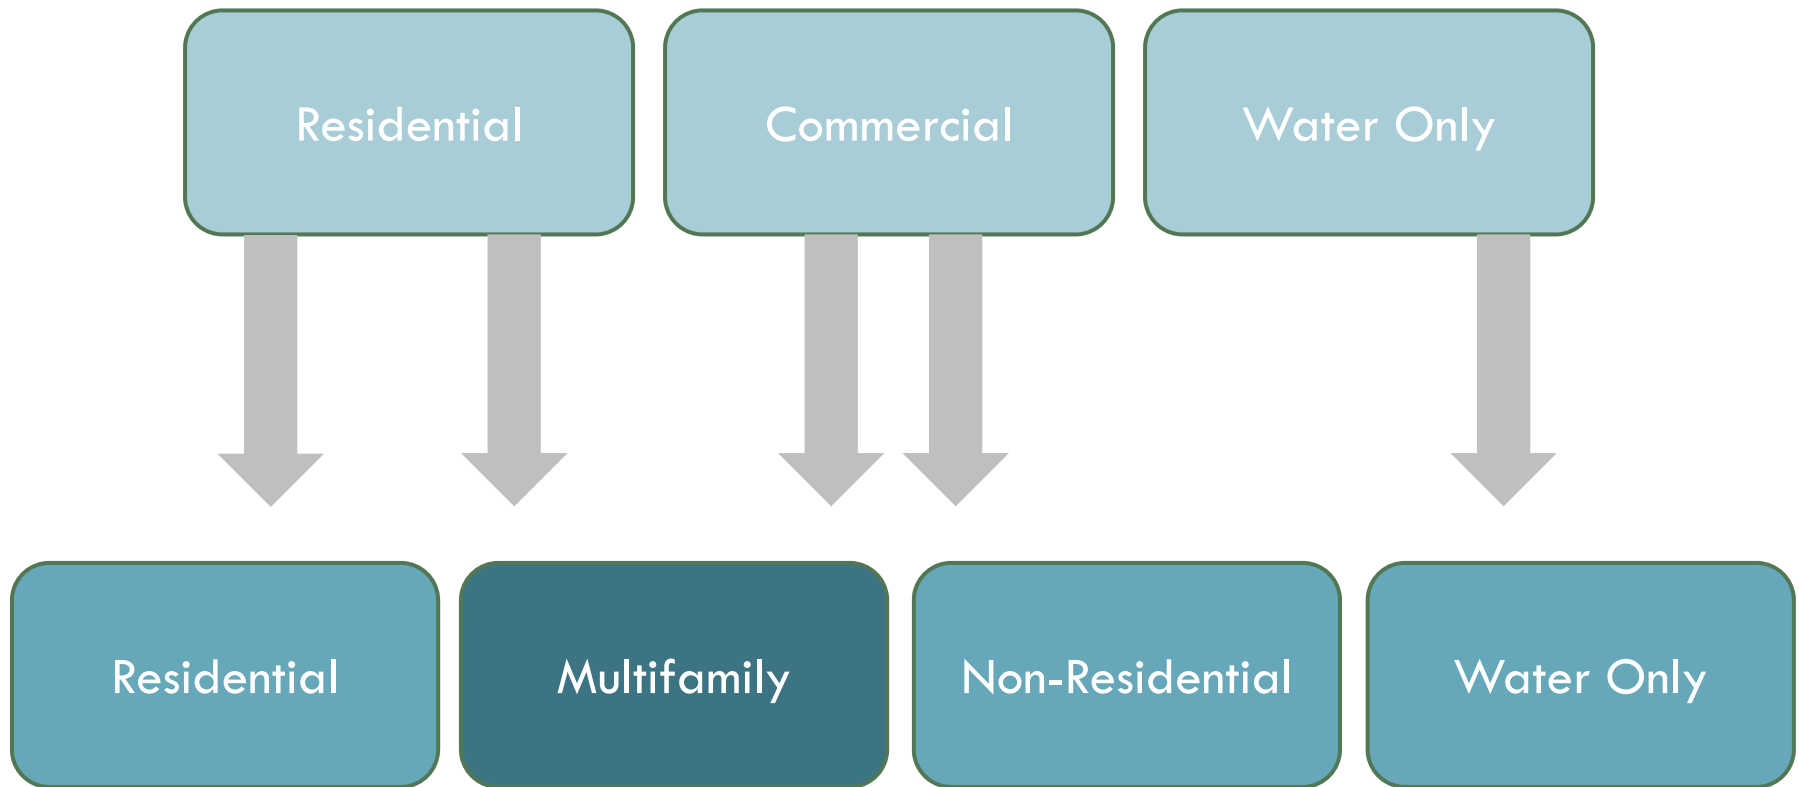 Residential
Commercial
Water Only
Residential
Multifamily
Non-Residential
Water Only